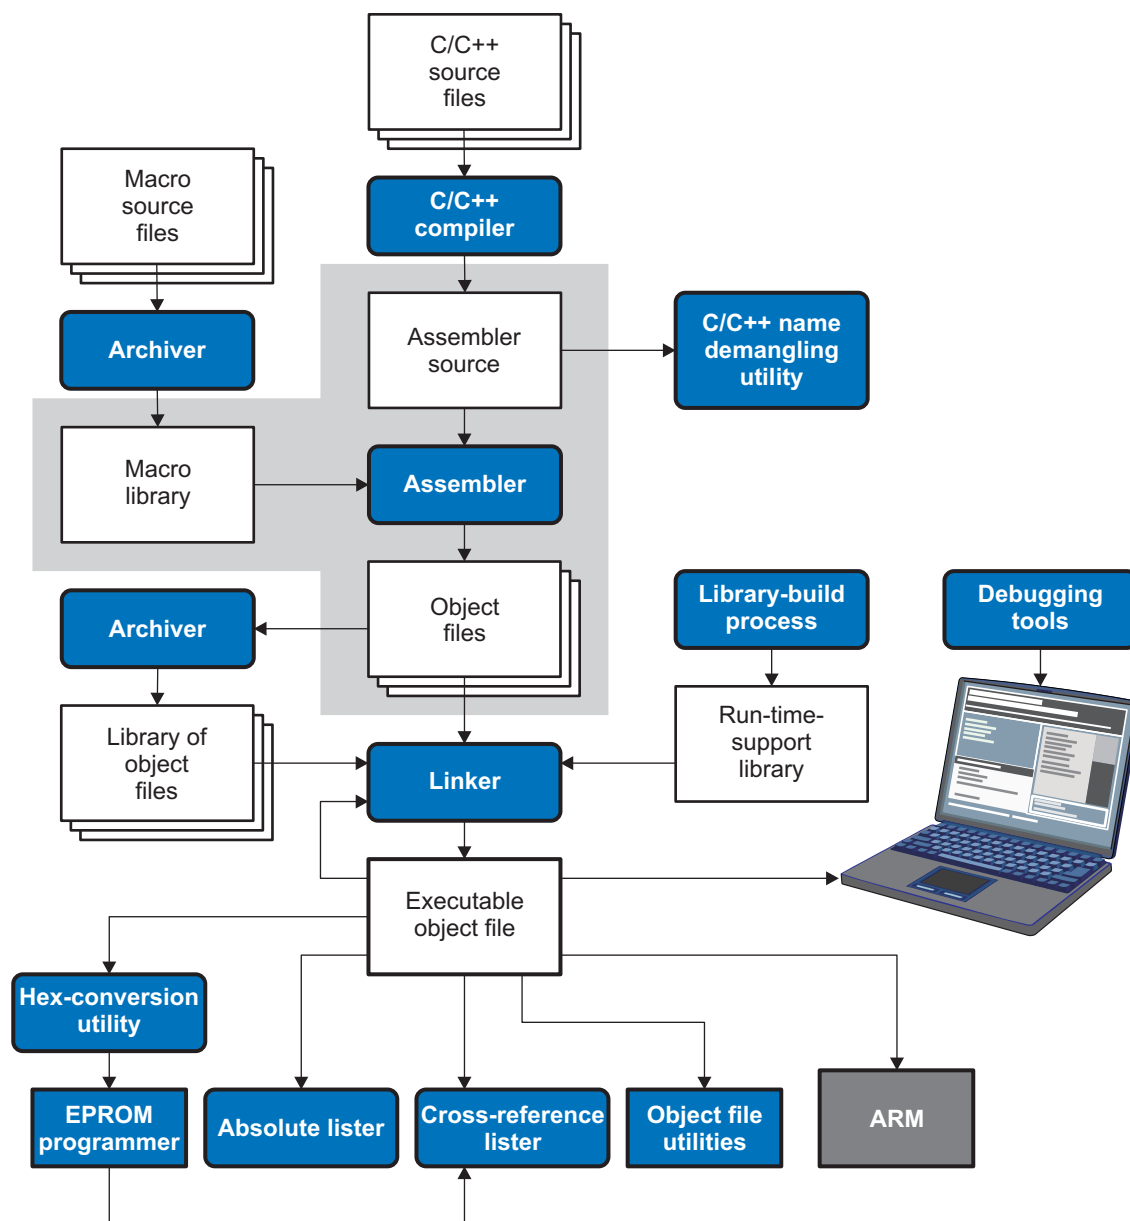 C/C++
source
files
Macro
source
files
C/C++
compiler
Archiver
Assembler
source
C/C++ name
demangling
utility
Macro
library
Assembler
Archiver
Object
files
Library-build
process
Debugging
tools
Library of
object
files
Linker
Run-time-
support
library
Executable
object file
Hex-conversion
utility
EPROM
programmer
Absolute lister
Cross-reference
lister
Object file
utilities
ARM